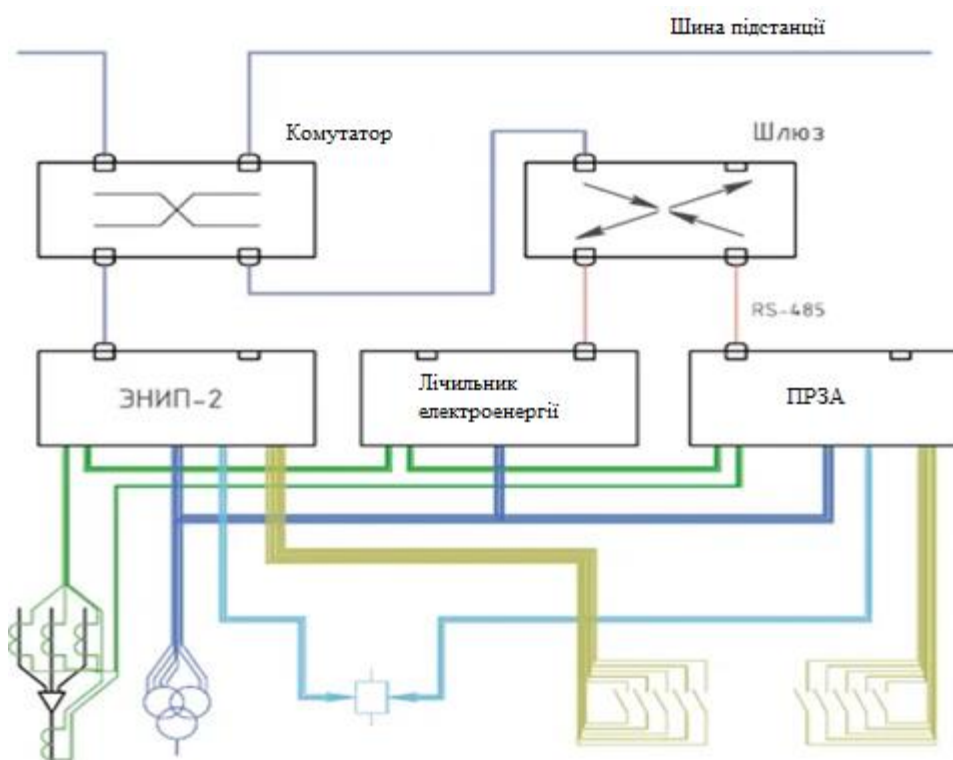 Шина підстанції
Комутатор
Шлюз
RS-485
ЭНИП-2
Лічильник
електроенергії
ПРЗА